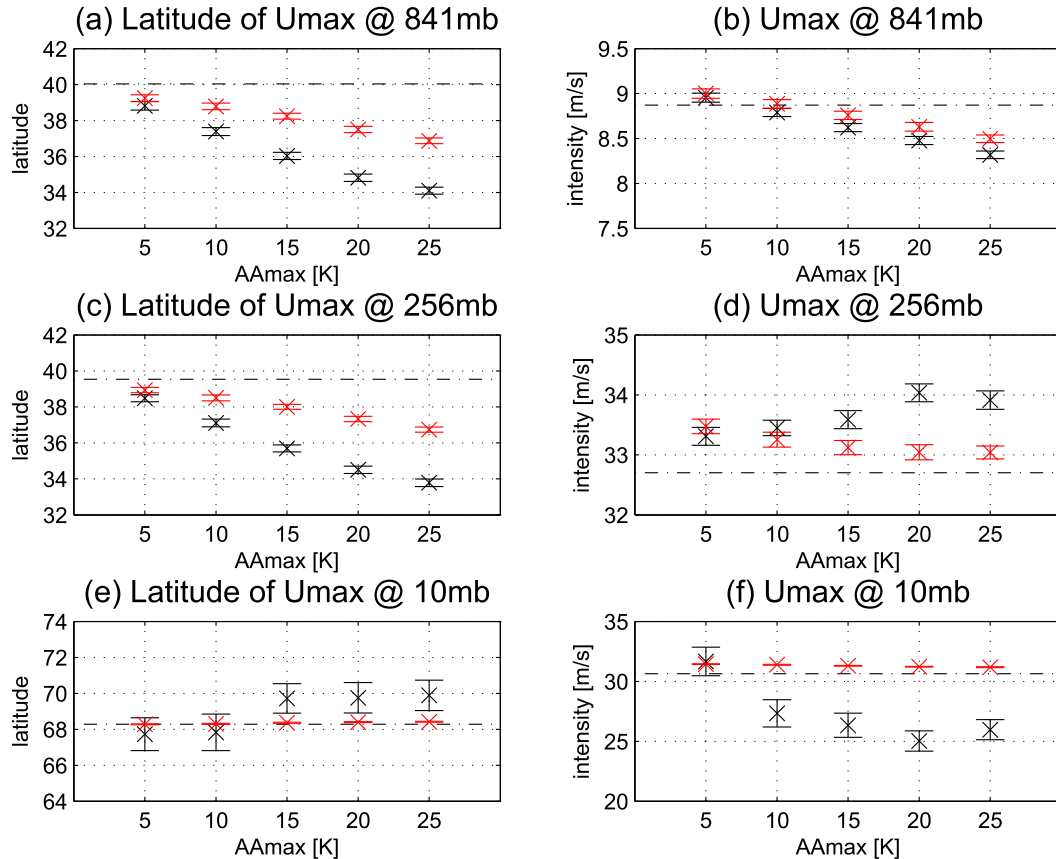 (a) Latitude of Umax @ 841mb
latitude
42
40
38
36
34
32
5 10 15 20 25
AAmax [K]
(b) Umax @ 841mb
intensity [m/s]
9.5
9
8.5
8
7.5
5 10 15 20 25
AAmax [K]
(c) Latitude of Umax @ 256mb
latitude
42
40
38
36
34
32
5 10 15 20 25
AAmax [K]
(d) Umax @ 256mb
intensity [m/s]
35
34
33
32
5 10 15 20 25
AAmax [K]
(e) Latitude of Umax @ 10mb
latitude
74
72
70
68
66
64
5 10 15 20 25
AAmax [K]
(f) Umax @ 10mb
intensity [m/s]
35
30
25
20
5 10 15 20 25
AAmax [K]